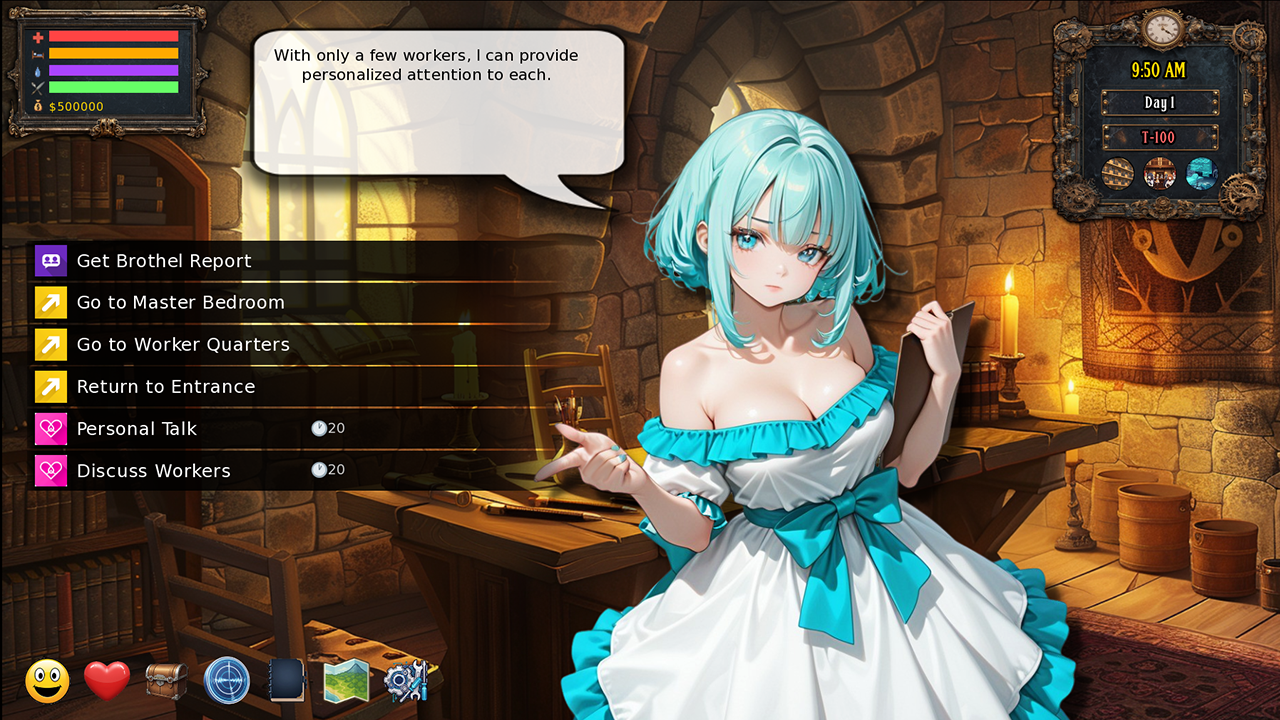 $500000
With only a few workers, I can provide
personalized attention to each.
9:50 AM
Day 1
T-100
Get Brothel Report
Go to Master Bedroom
Go to Worker Quarters
Return to Entrance
Personal Talk 20
Discuss Workers 20